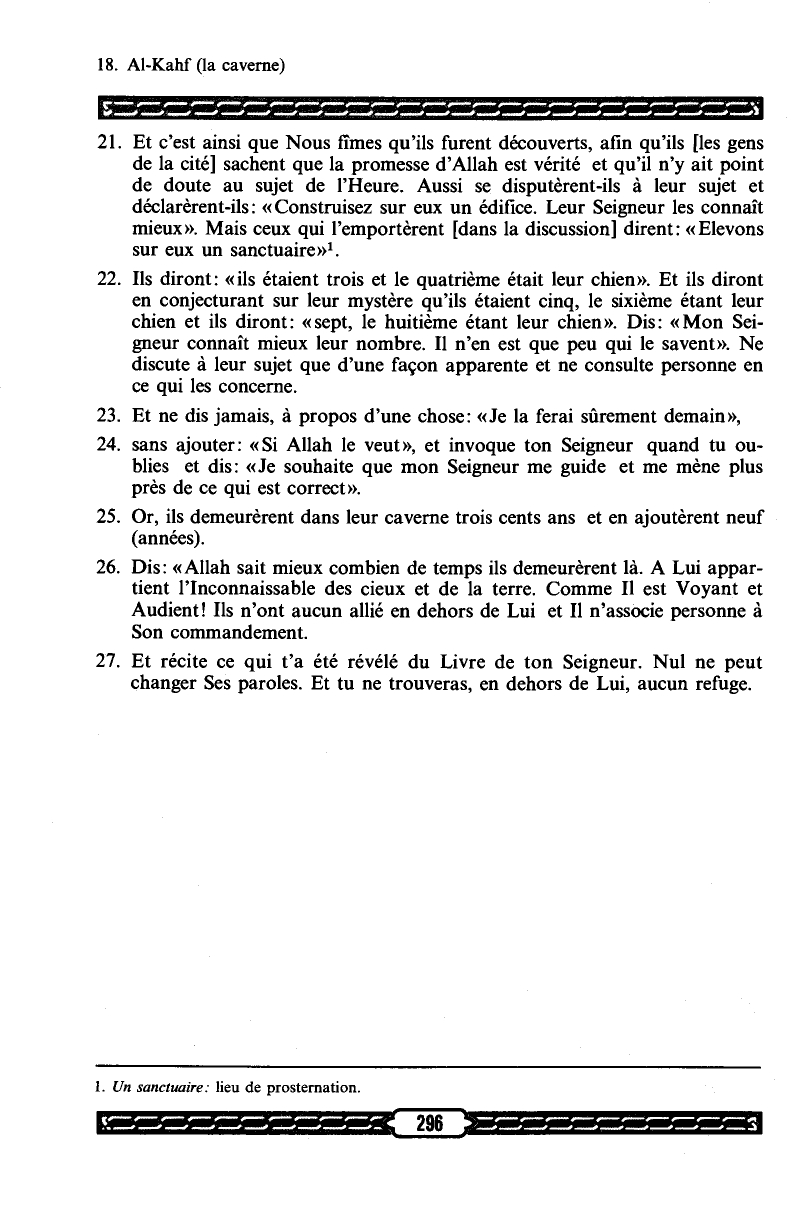 18. Al-Kahf (la caverne)
21. Et c'est ainsi que Nous fîmes qu'ils furent découverts, afin qu'ils [les gens
de la cité] sachent que la promesse d'Allah est vérité et qu'il n'y ait point
de doute au sujet de l'Heure. Aussi se disputèrent-ils à leur sujet et
déclarèrent-ils: «Construisez sur eux un édifice. Leur Seigneur les connaît
mieux». Mais ceux qui l'emportèrent [dans la discussion] dirent: «Elevons
sur eux un sanctuaire»¹.
22. Ils diront: «ils étaient trois et le quatrième était leur chien». Et ils diront
en conjecturant sur leur mystère qu'ils étaient cinq, le sixième étant leur
chien et ils diront: «sept, le huitième étant leur chien». Dis: «Mon Sei-
gneur connaît mieux leur nombre. Il n'en est que peu qui le savent». Ne
discute à leur sujet que d'une façon apparente et ne consulte personne en
ce qui les concerne.
23. Et ne dis jamais, à propos d'une chose: «Je la ferai sûrement demain»,
24. sans ajouter: «Si Allah le veut», et invoque ton Seigneur quand tu ou-
blies et dis: «Je souhaite que mon Seigneur me guide et me mène plus
près de ce qui est correct».
25. Or, ils demeurèrent dans leur caverne trois cents ans et en ajoutèrent neuf
(années).
26. Dis: «Allah sait mieux combien de temps ils demeurèrent là. A Lui appar-
tient l'Inconnaissable des cieux et de la terre. Comme Il est Voyant et
Audient! Ils n'ont aucun allié en dehors de Lui et Il n'associe personne à
Son commandement.
27. Et récite ce qui t'a été révélé du Livre de ton Seigneur. Nul ne peut
changer Ses paroles. Et tu ne trouveras, en dehors de Lui, aucun refuge.
1. Un sanctuaire: lieu de prosternation.
296